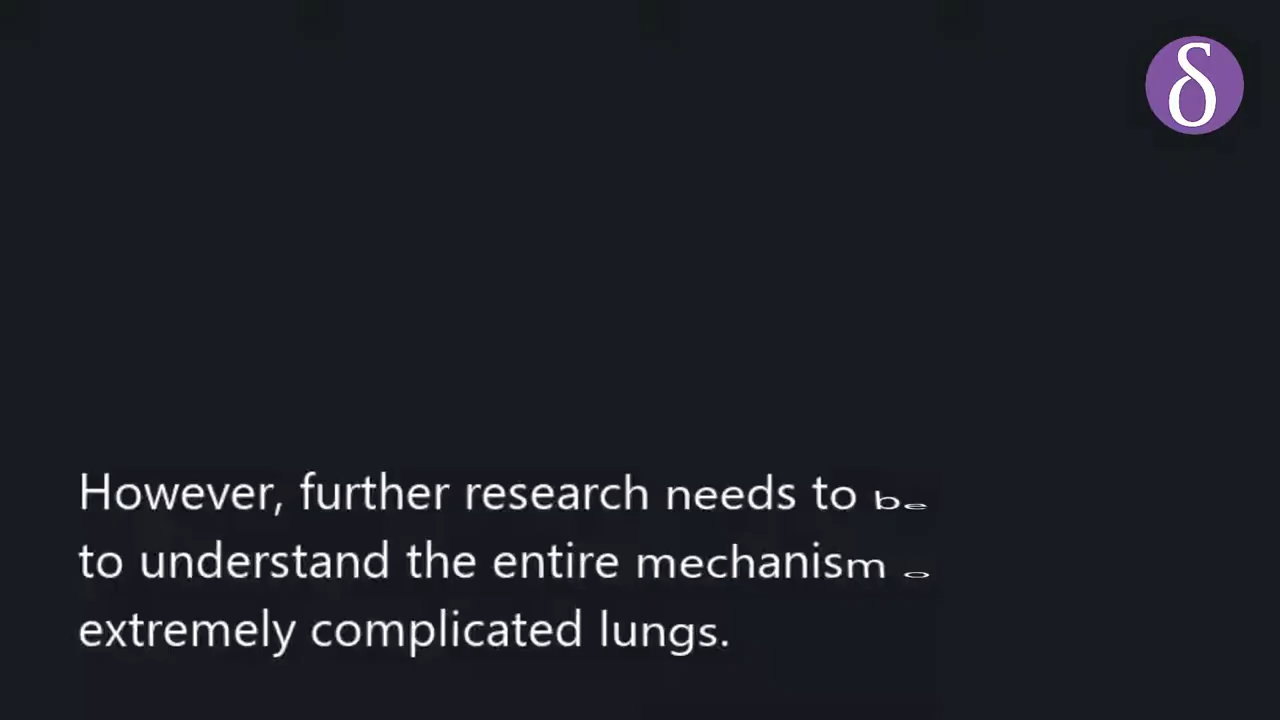 δ
However, further research needs to be
to understand the entire mechanism o
extremely complicated lungs.